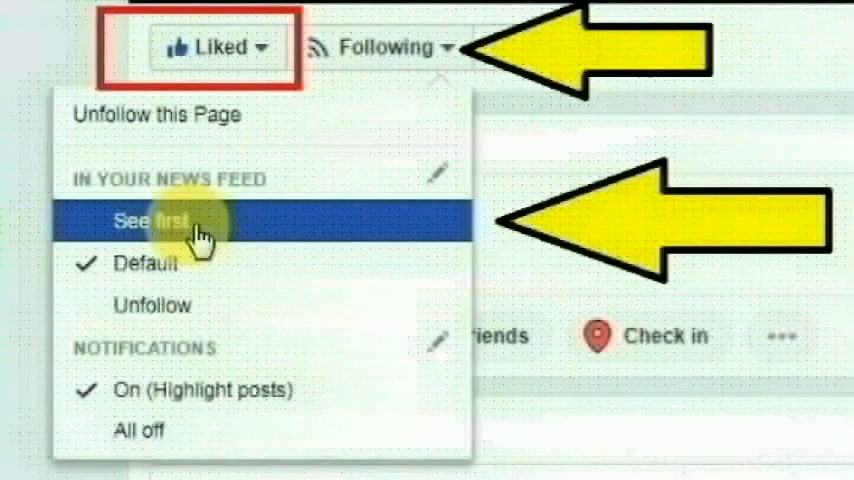 Liked
Following
Unfollow this Page
IN YOUR NEWS FEED
See first
Default
Unfollow
NOTIFICATIONS
riends
Check in
On (Highlight posts)
All off